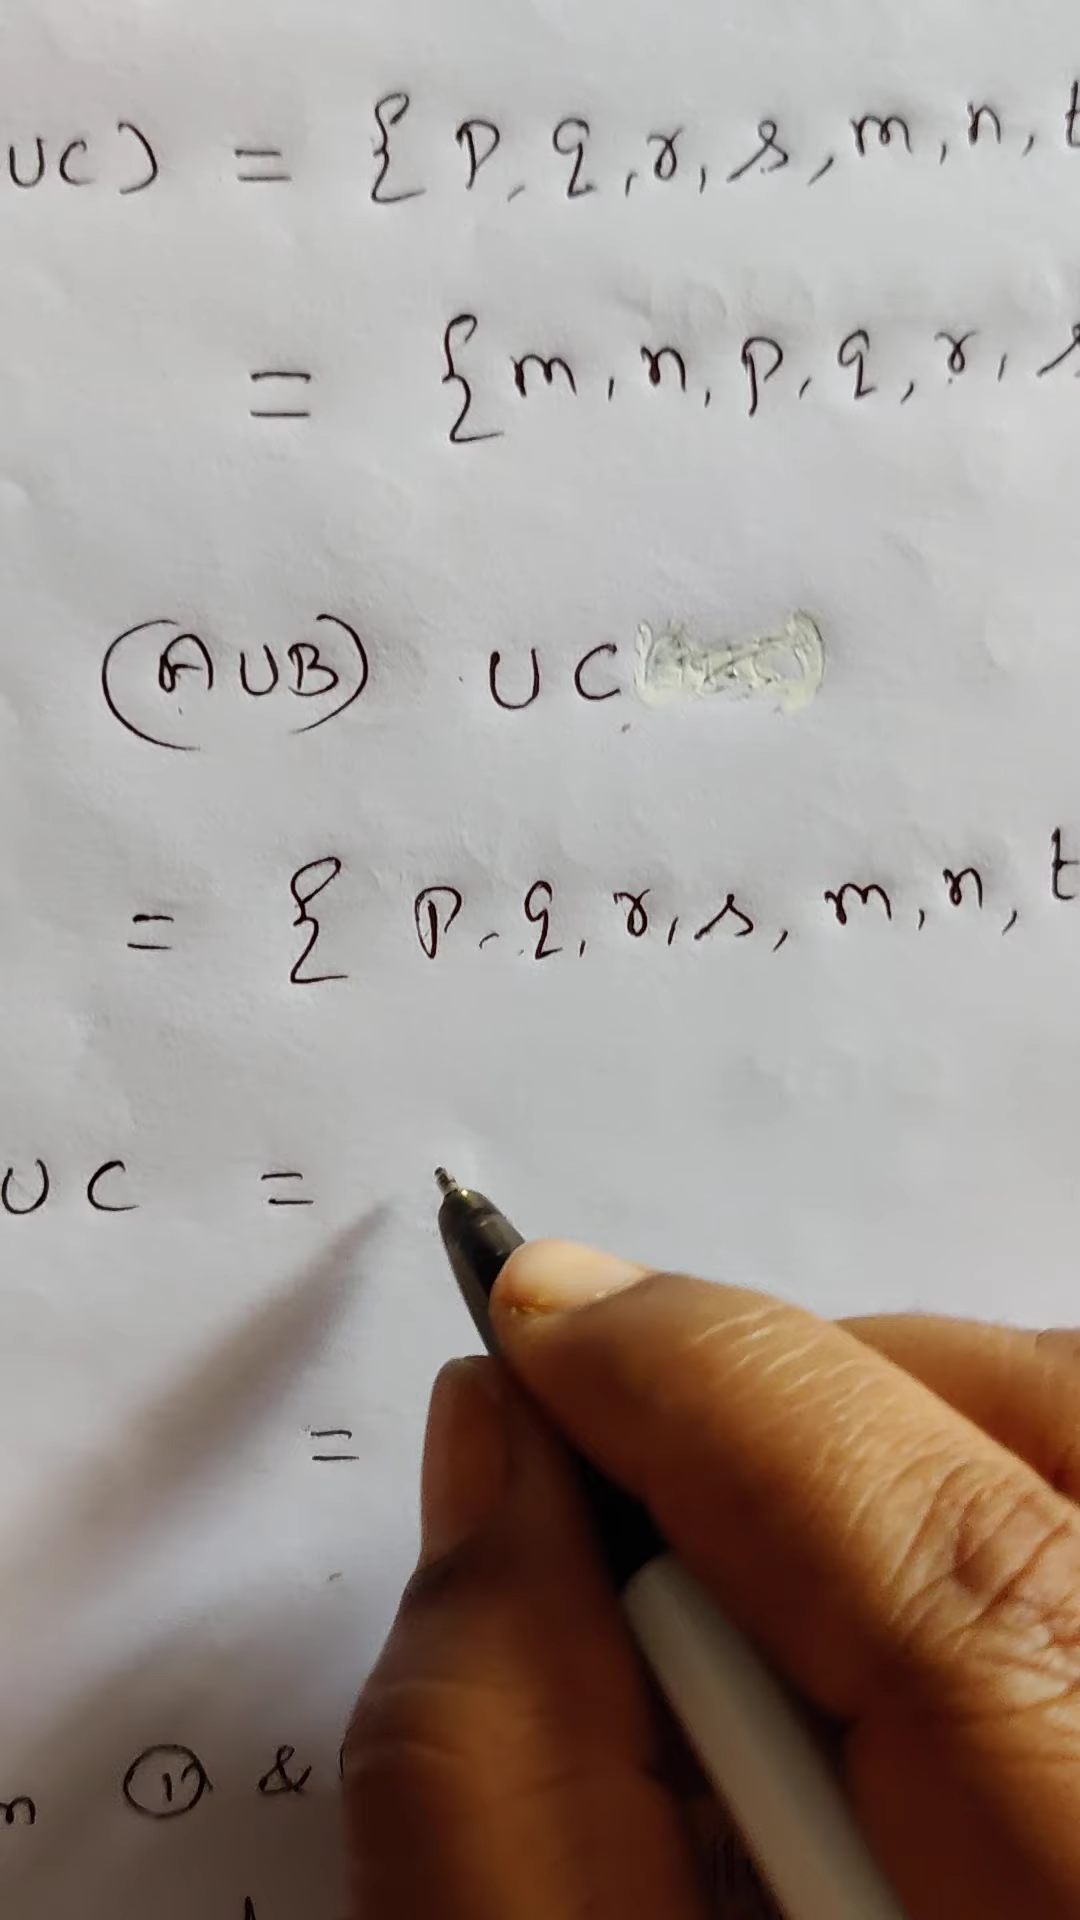 UC) = { P, q, r, s, m, n, t
= { m, n, p, q, r, s
(AUB) UC
= { P, q, r, s, m, n, t
UC =
=
n ① &